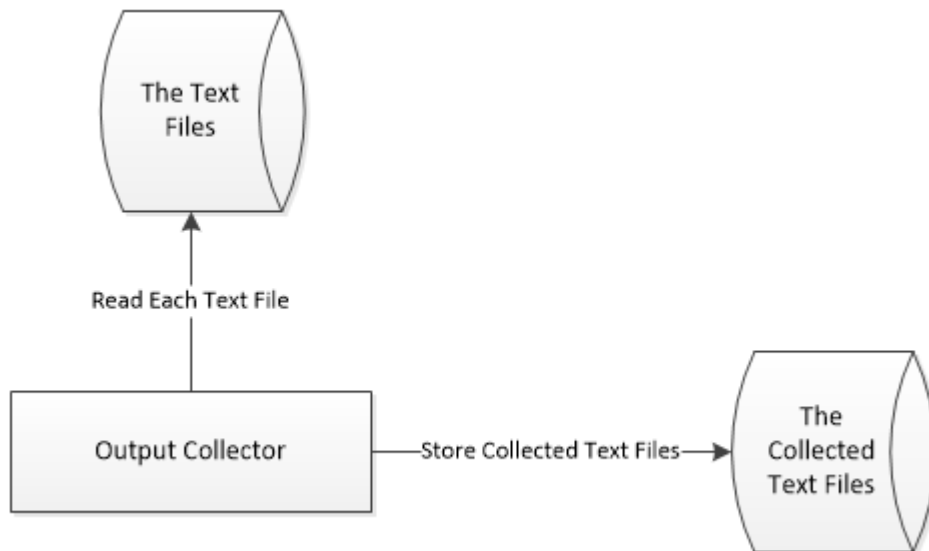 The Text
Files
Read Each Text File
Output Collector
Store Collected Text Files
The
Collected
Text Files